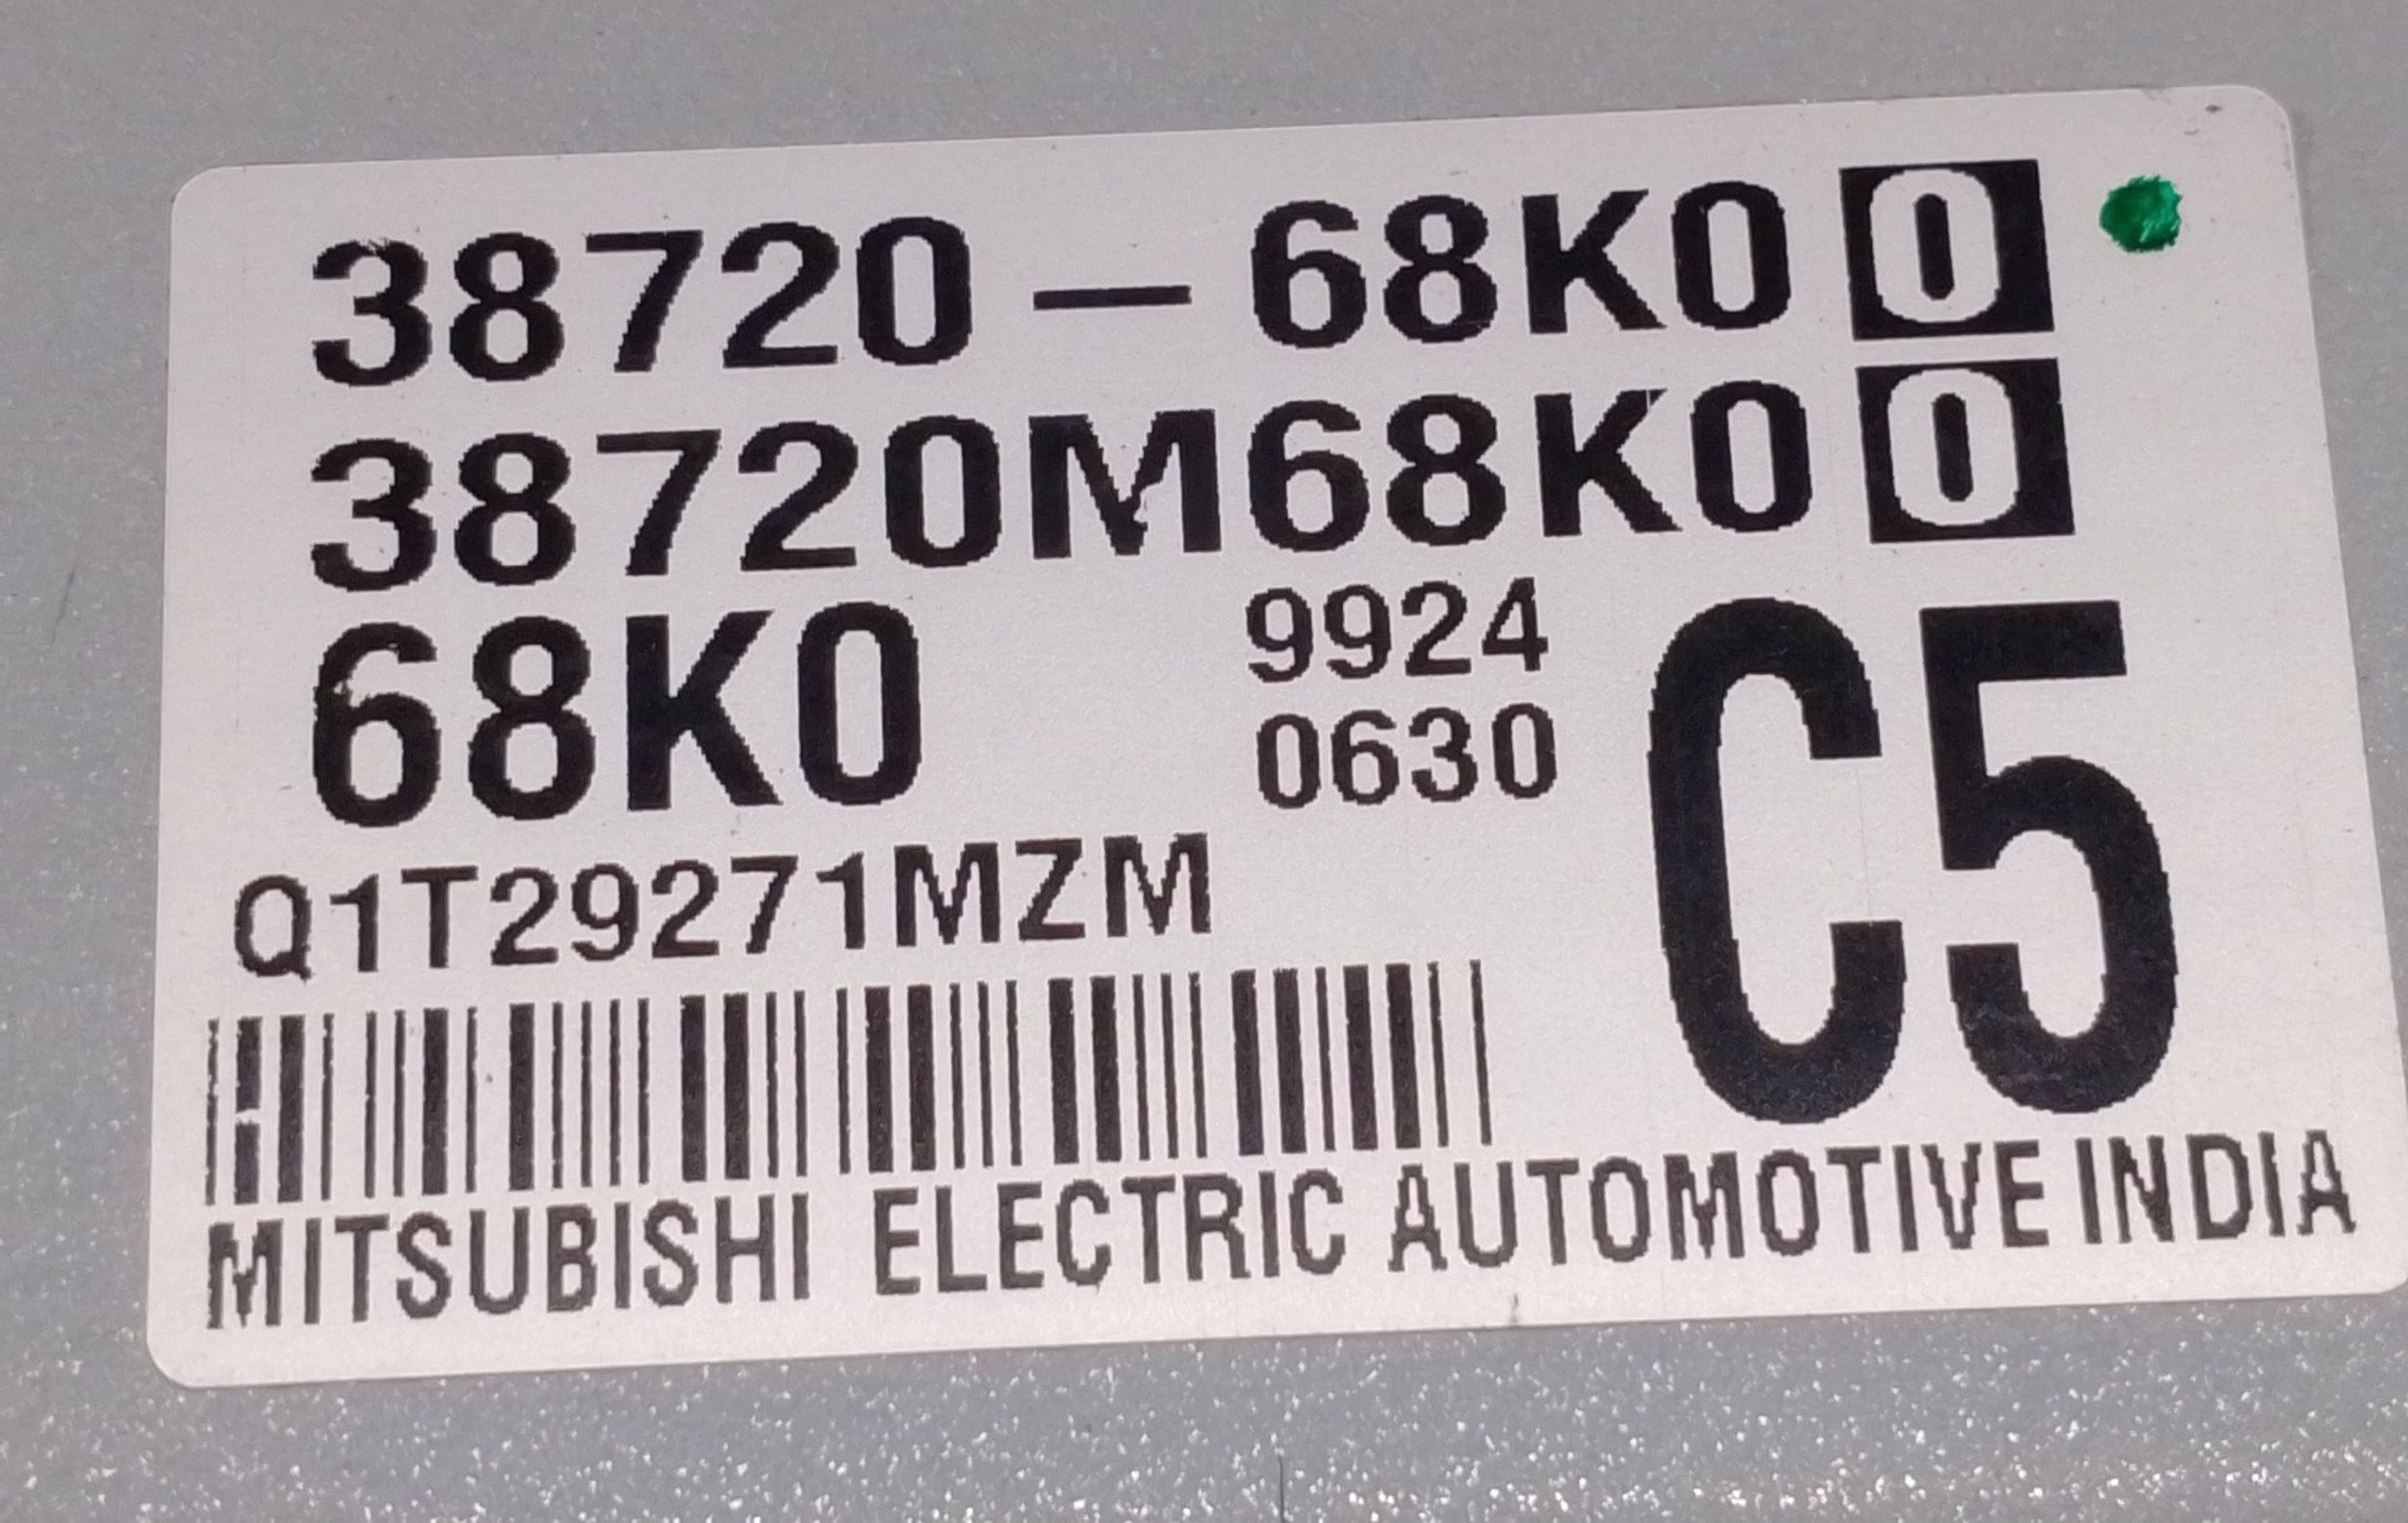 38720-68K00
38720M68K00
68K0
9924
0630
C5
Q1T29271MZM
MITSUBISHI ELECTRIC AUTOMOTIVE INDIA